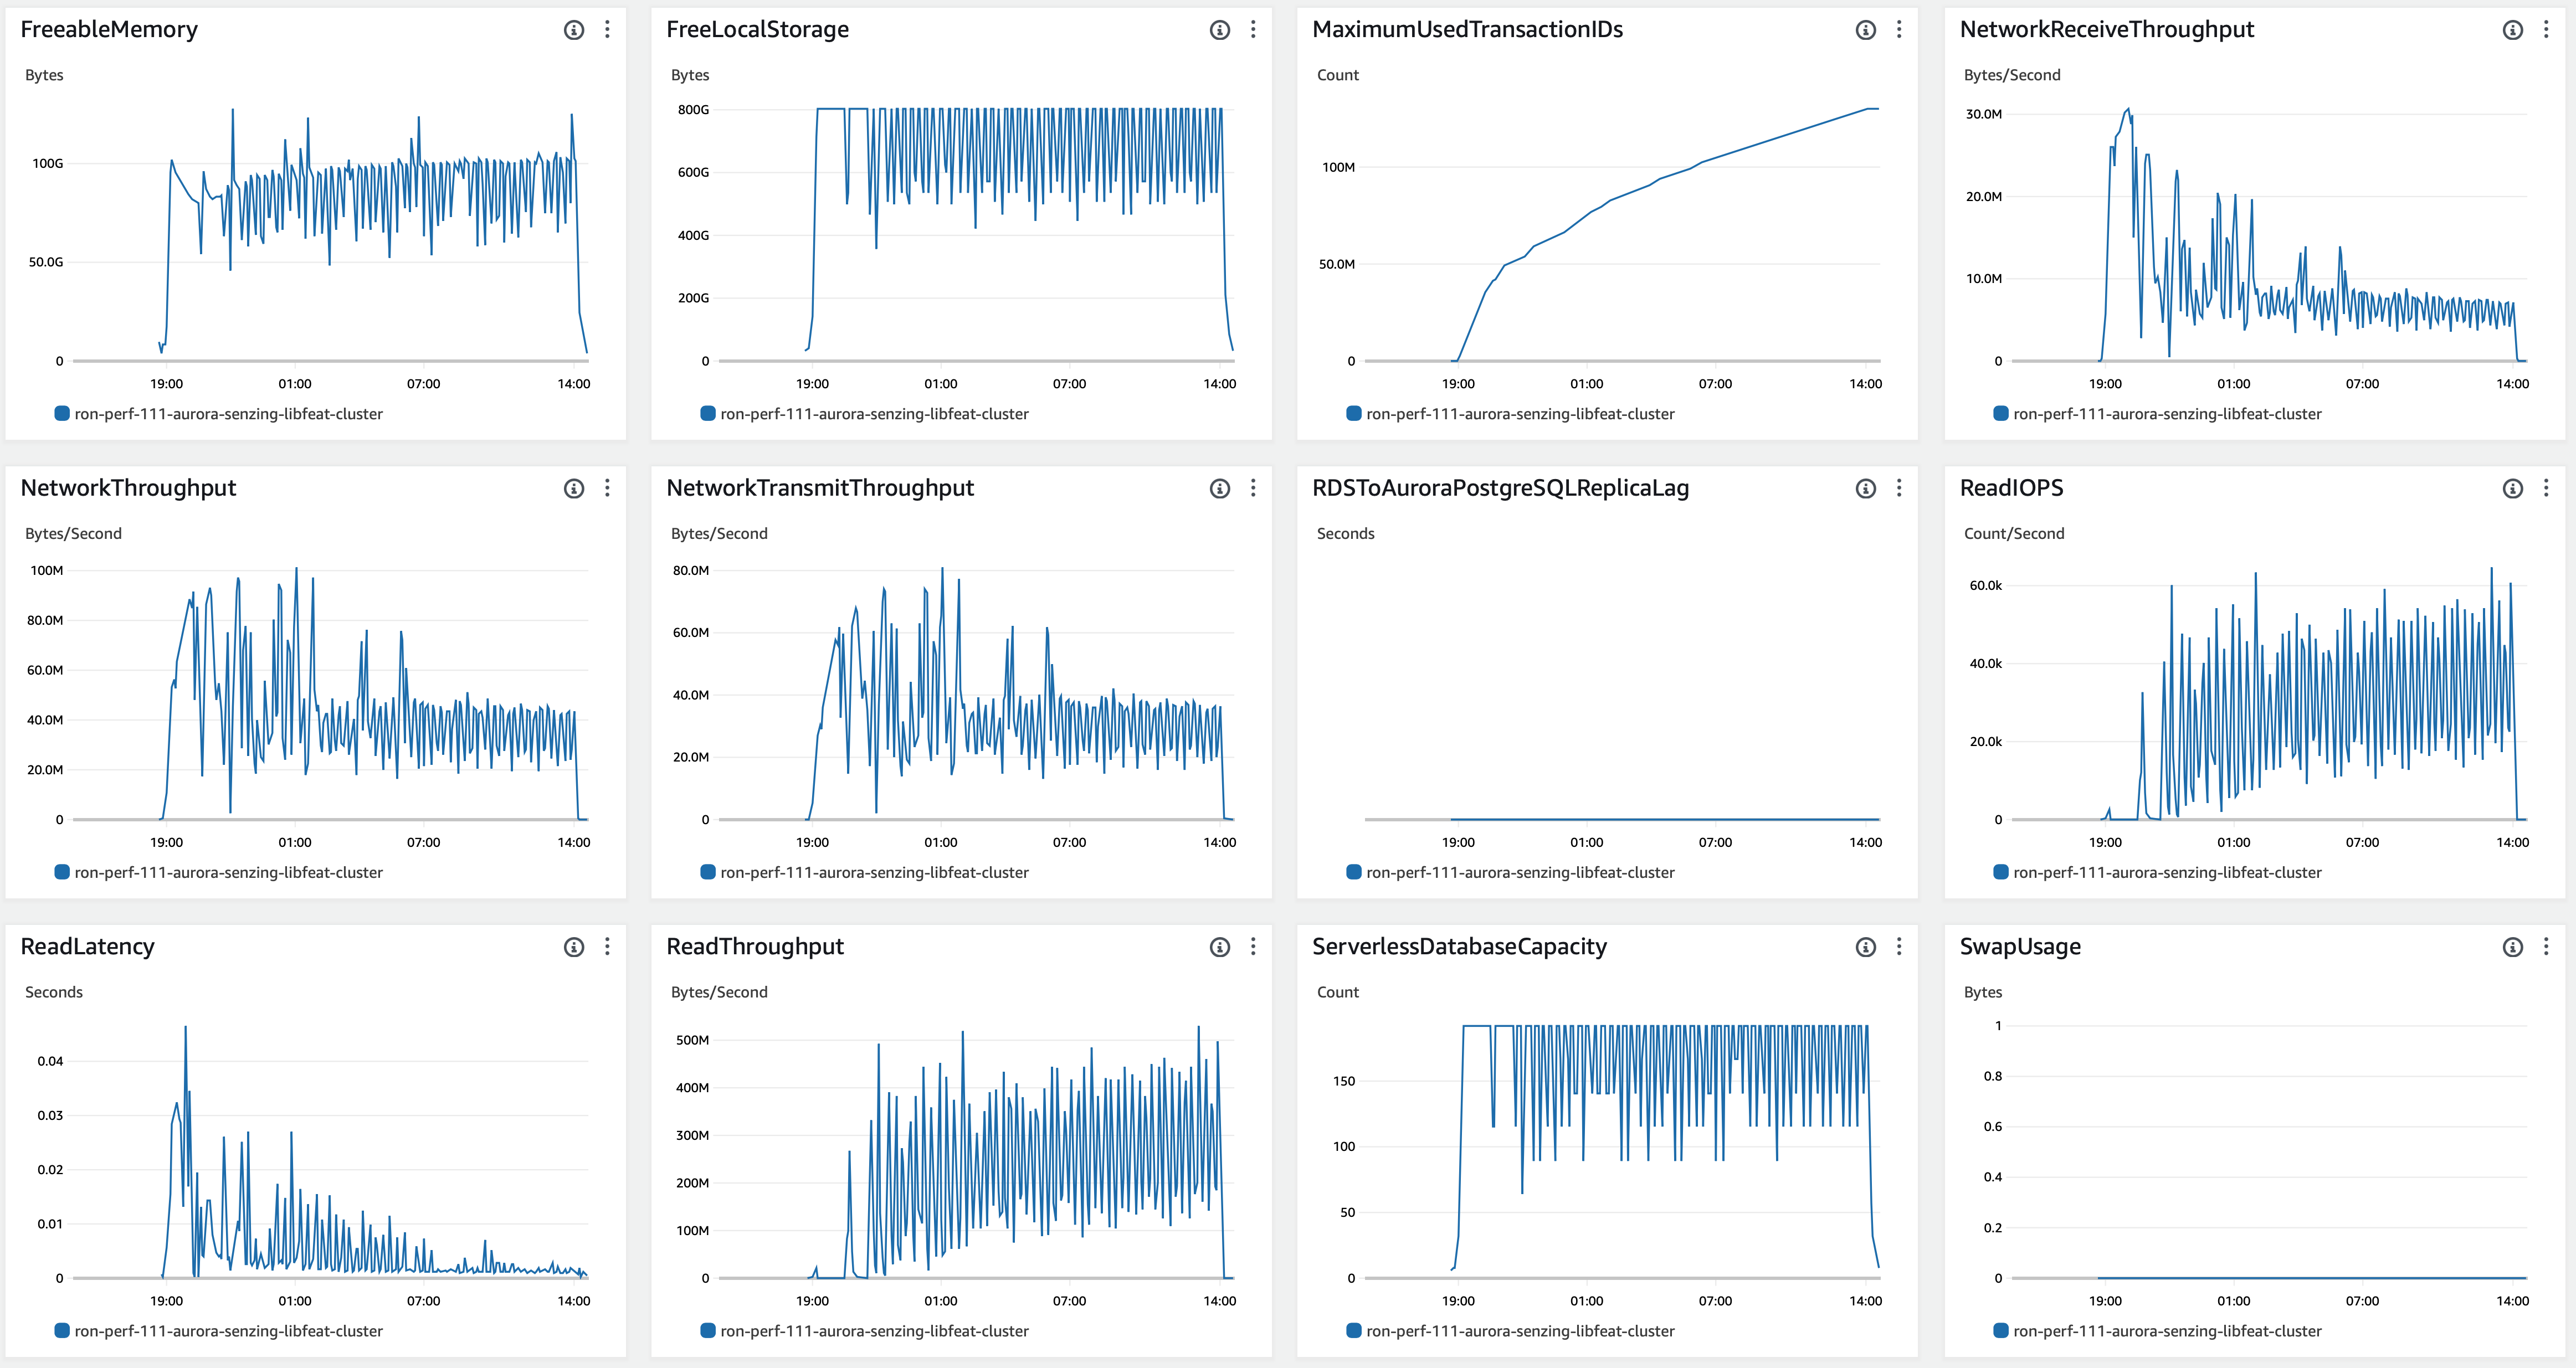 FreeableMemory
Bytes
100G
50.0G
0
19:00 01:00 07:00 14:00
ron-perf-111-aurora-senzing-libfeat-cluster
FreeLocalStorage
Bytes
800G
600G
400G
200G
0
19:00 01:00 07:00 14:00
ron-perf-111-aurora-senzing-libfeat-cluster
MaximumUsedTransactionIDs
Count
100M
50.0M
0
19:00 01:00 07:00 14:00
ron-perf-111-aurora-senzing-libfeat-cluster
NetworkReceiveThroughput
Bytes/Second
30.0M
20.0M
10.0M
0
19:00 01:00 07:00 14:00
ron-perf-111-aurora-senzing-libfeat-cluster
NetworkThroughput
Bytes/Second
100M
80.0M
60.0M
40.0M
20.0M
0
19:00 01:00 07:00 14:00
ron-perf-111-aurora-senzing-libfeat-cluster
NetworkTransmitThroughput
Bytes/Second
80.0M
60.0M
40.0M
20.0M
0
19:00 01:00 07:00 14:00
ron-perf-111-aurora-senzing-libfeat-cluster
RDSToAuroraPostgreSQLReplicaLag
Seconds
19:00 01:00 07:00 14:00
ron-perf-111-aurora-senzing-libfeat-cluster
ReadIOPS
Count/Second
60.0k
40.0k
20.0k
0
19:00 01:00 07:00 14:00
ron-perf-111-aurora-senzing-libfeat-cluster
ReadLatency
Seconds
0.04
0.03
0.02
0.01
0
19:00 01:00 07:00 14:00
ron-perf-111-aurora-senzing-libfeat-cluster
ReadThroughput
Bytes/Second
500M
400M
300M
200M
100M
0
19:00 01:00 07:00 14:00
ron-perf-111-aurora-senzing-libfeat-cluster
ServerlessDatabaseCapacity
Count
150
100
50
0
19:00 01:00 07:00 14:00
ron-perf-111-aurora-senzing-libfeat-cluster
SwapUsage
Bytes
1
0.8
0.6
0.4
0.2
0
19:00 01:00 07:00 14:00
ron-perf-111-aurora-senzing-libfeat-cluster